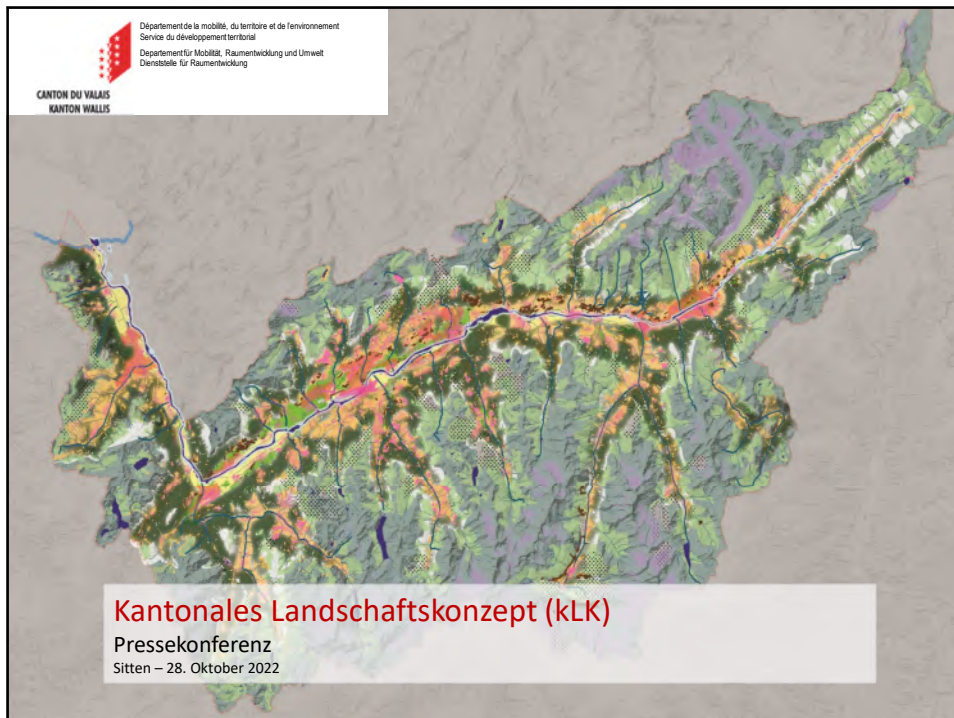 Département de la mobilité, du territoire et de l'environnement
Service du développement territorial
Departement für Mobilität, Raumentwicklung und Umwelt
Dienststelle für Raumentwicklung
CANTON DU VALAIS
KANTON WALLIS
Kantonales Landschaftskonzept (kLK)
Pressekonferenz
Sitten – 28. Oktober 2022